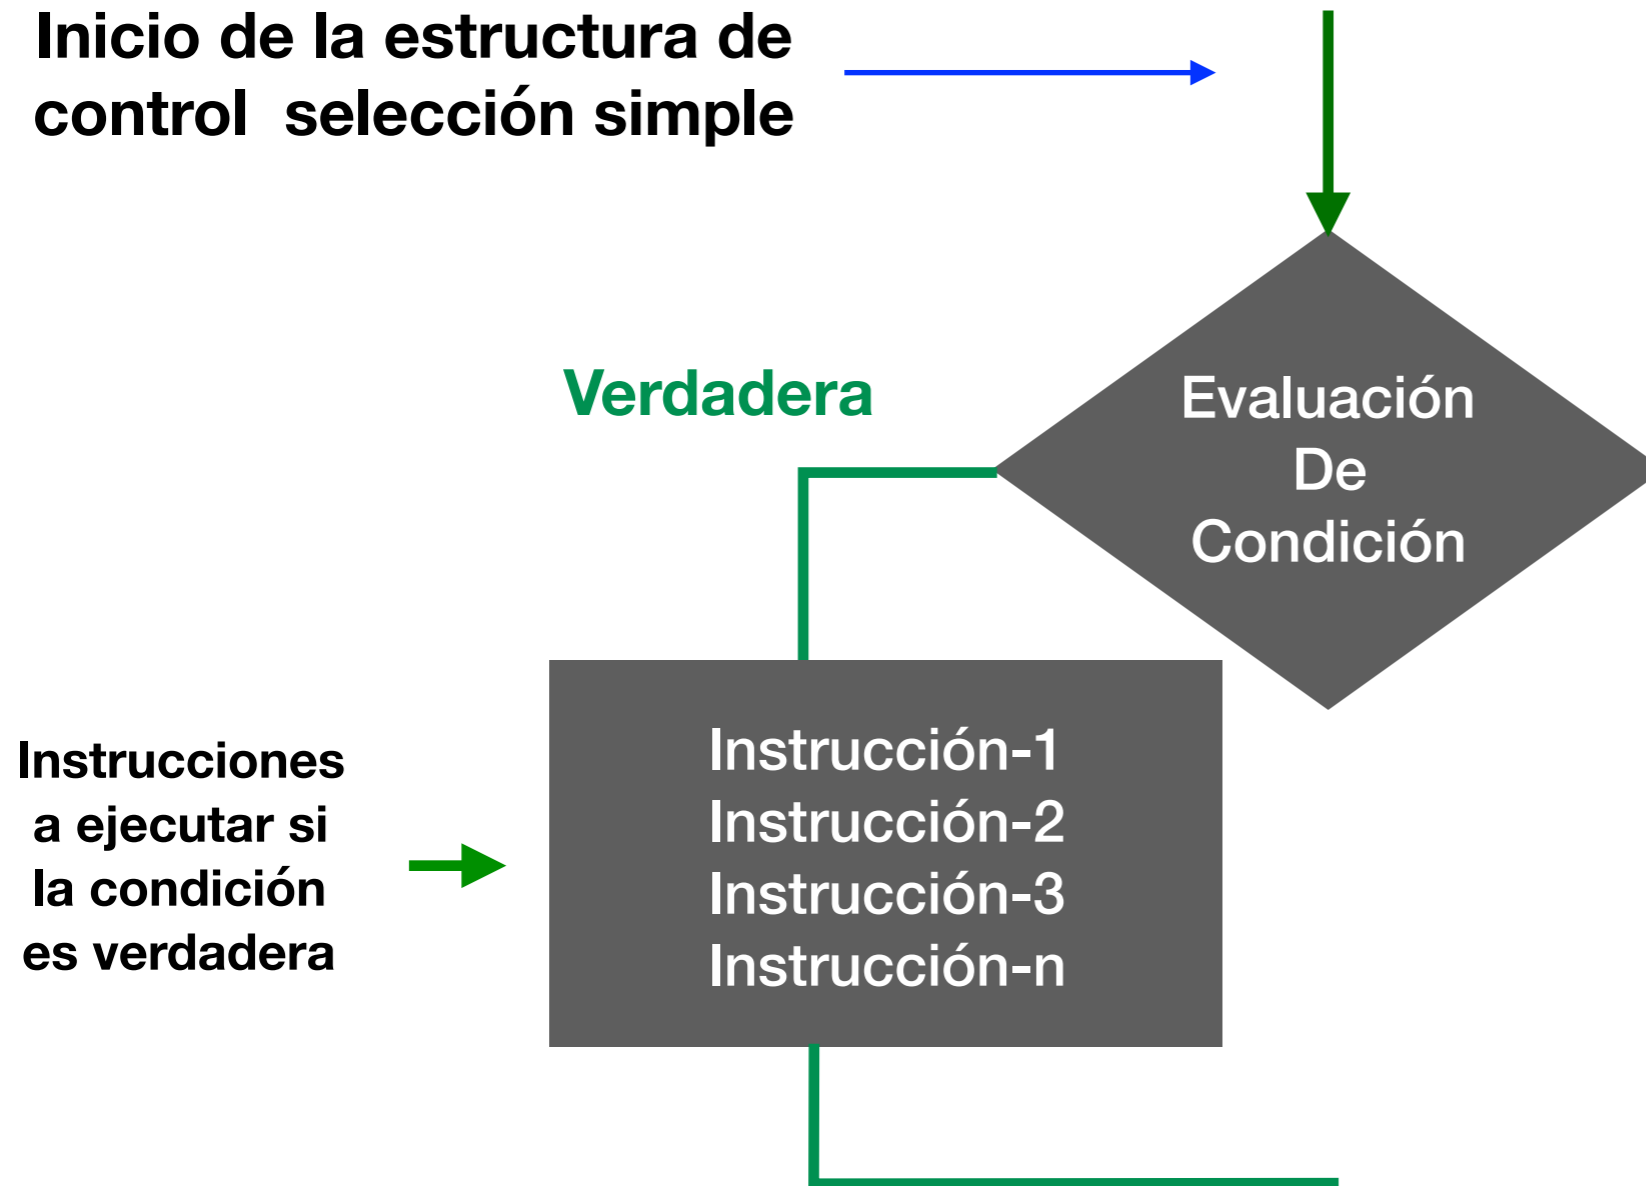 Inicio de la estructura de
control  selección simple
Verdadera
Evaluación
De
Condición
Instrucciones
a ejecutar si
la condición
es verdadera
Instrucción-1
Instrucción-2
Instrucción-3
Instrucción-n